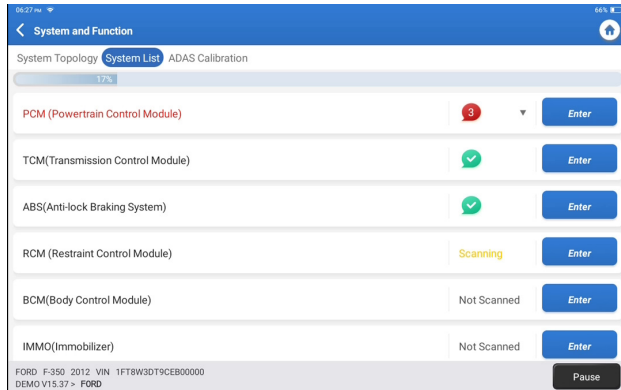 06:27 PM 66%
System and Function
System Topology System List ADAS Calibration
17%
PCM (Powertrain Control Module) 3 Enter
TCM(Transmission Control Module) Enter
ABS(Anti-lock Braking System) Enter
RCM (Restraint Control Module) Scanning Enter
BCM(Body Control Module) Not Scanned Enter
IMMO(Immobilizer) Not Scanned Enter
FORD F-350 2012 VIN 1FT8W3DT9CEB00000
DEMO V15.37 > FORD
Pause